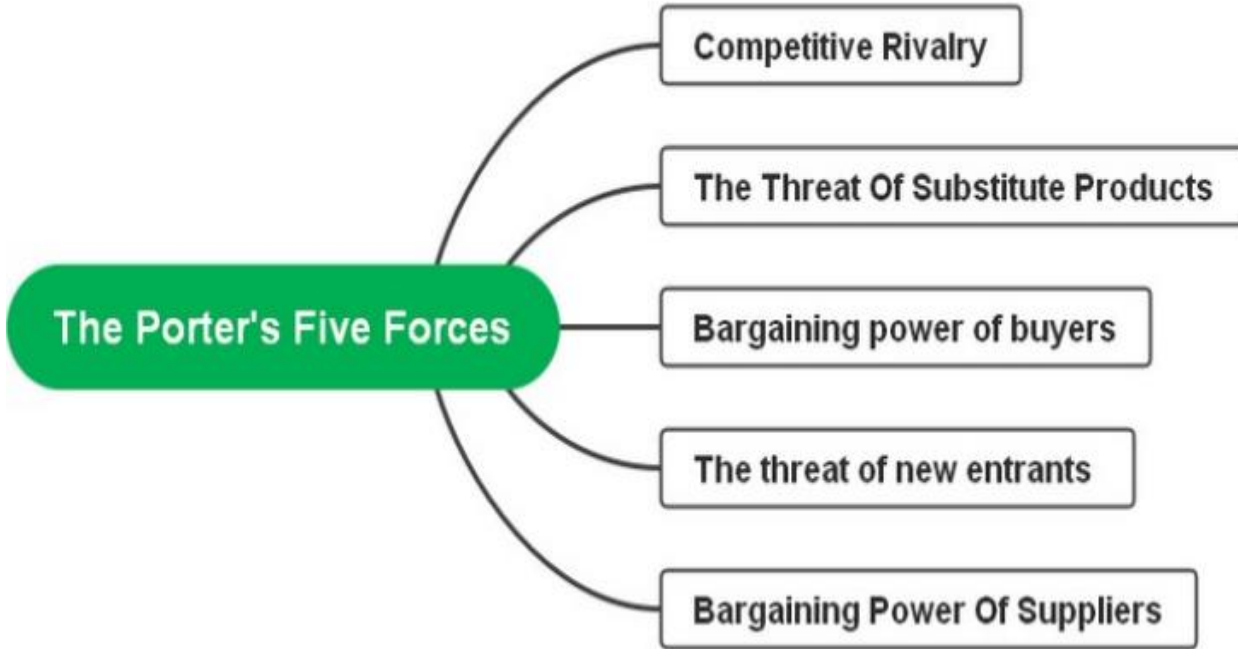 Competitive Rivalry
The Threat Of Substitute Products
The Porter's Five Forces
Bargaining power of buyers
The threat of new entrants
Bargaining Power Of Suppliers